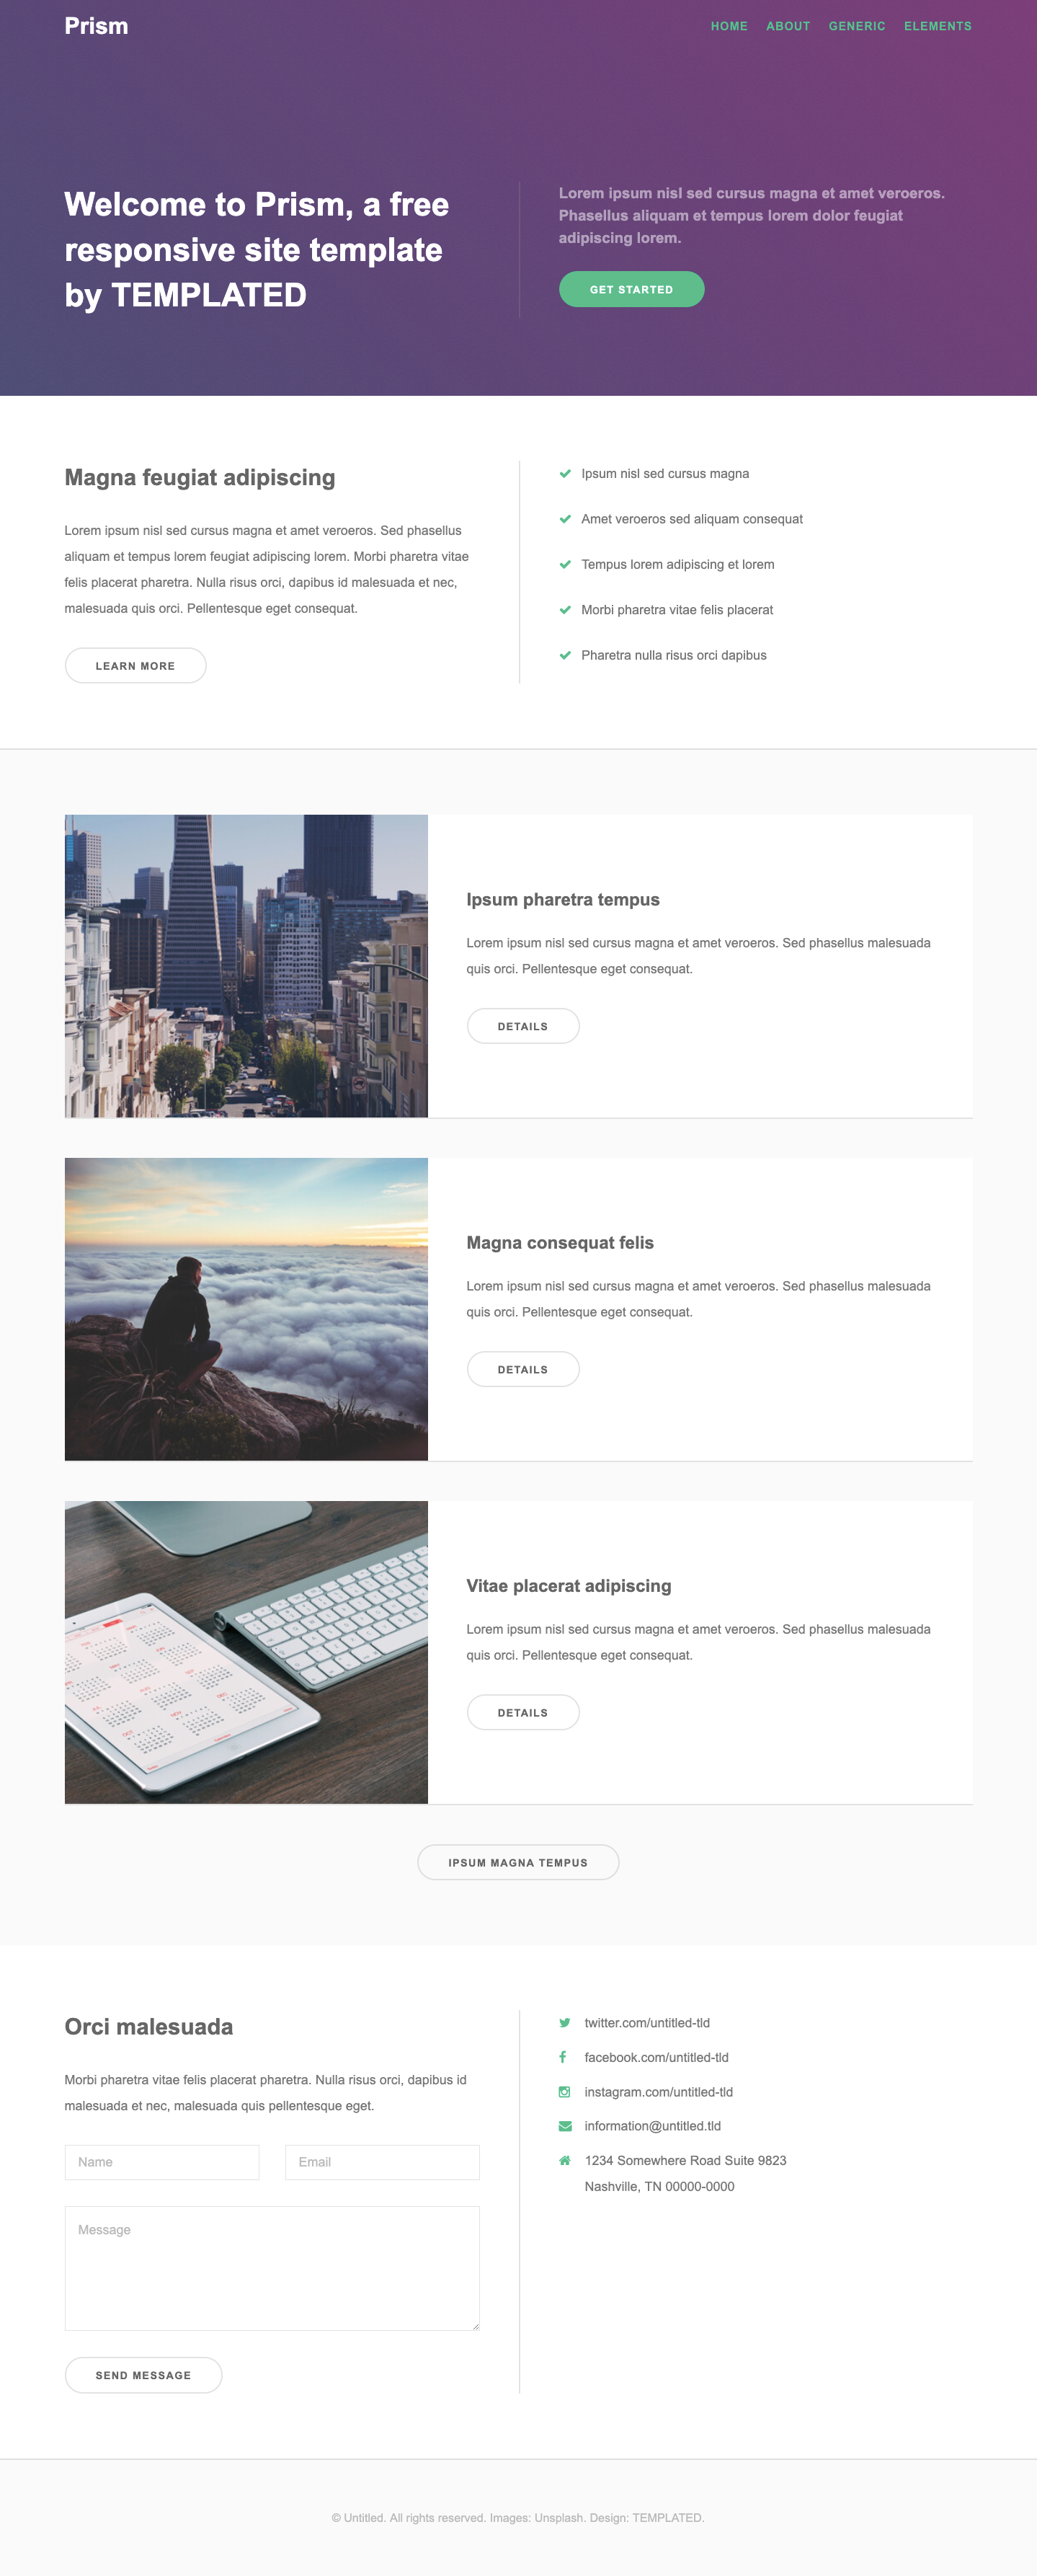 Prism
HOME ABOUT GENERIC ELEMENTS
Welcome to Prism, a free
responsive site template
by TEMPLATED
Lorem ipsum nisl sed cursus magna et amet veroeros.
Phasellus aliquam et tempus lorem dolor feugiat
adipiscing lorem.
GET STARTED
Magna feugiat adipiscing
Lorem ipsum nisl sed cursus magna et amet veroeros. Sed phasellus
aliquam et tempus lorem feugiat adipiscing lorem. Morbi pharetra vitae
felis placerat pharetra. Nulla risus orci, dapibus id malesuada et nec,
malesuada quis orci. Pellentesque eget consequat.
LEARN MORE
Ipsum nisl sed cursus magna
Amet veroeros sed aliquam consequat
Tempus lorem adipiscing et lorem
Morbi pharetra vitae felis placerat
Pharetra nulla risus orci dapibus
Ipsum pharetra tempus
Lorem ipsum nisl sed cursus magna et amet veroeros. Sed phasellus malesuada
quis orci. Pellentesque eget consequat.
DETAILS
Magna consequat felis
Lorem ipsum nisl sed cursus magna et amet veroeros. Sed phasellus malesuada
quis orci. Pellentesque eget consequat.
DETAILS
Vitae placerat adipiscing
Lorem ipsum nisl sed cursus magna et amet veroeros. Sed phasellus malesuada
quis orci. Pellentesque eget consequat.
DETAILS
IPSUM MAGNA TEMPUS
Orci malesuada
Morbi pharetra vitae felis placerat pharetra. Nulla risus orci, dapibus id
malesuada et nec, malesuada quis pellentesque eget.
Name
Email
Message
SEND MESSAGE
twitter.com/untitled-tld
facebook.com/untitled-tld
instagram.com/untitled-tld
information@untitled.tld
1234 Somewhere Road Suite 9823
Nashville, TN 00000-0000
© Untitled. All rights reserved. Images: Unsplash. Design: TEMPLATED.